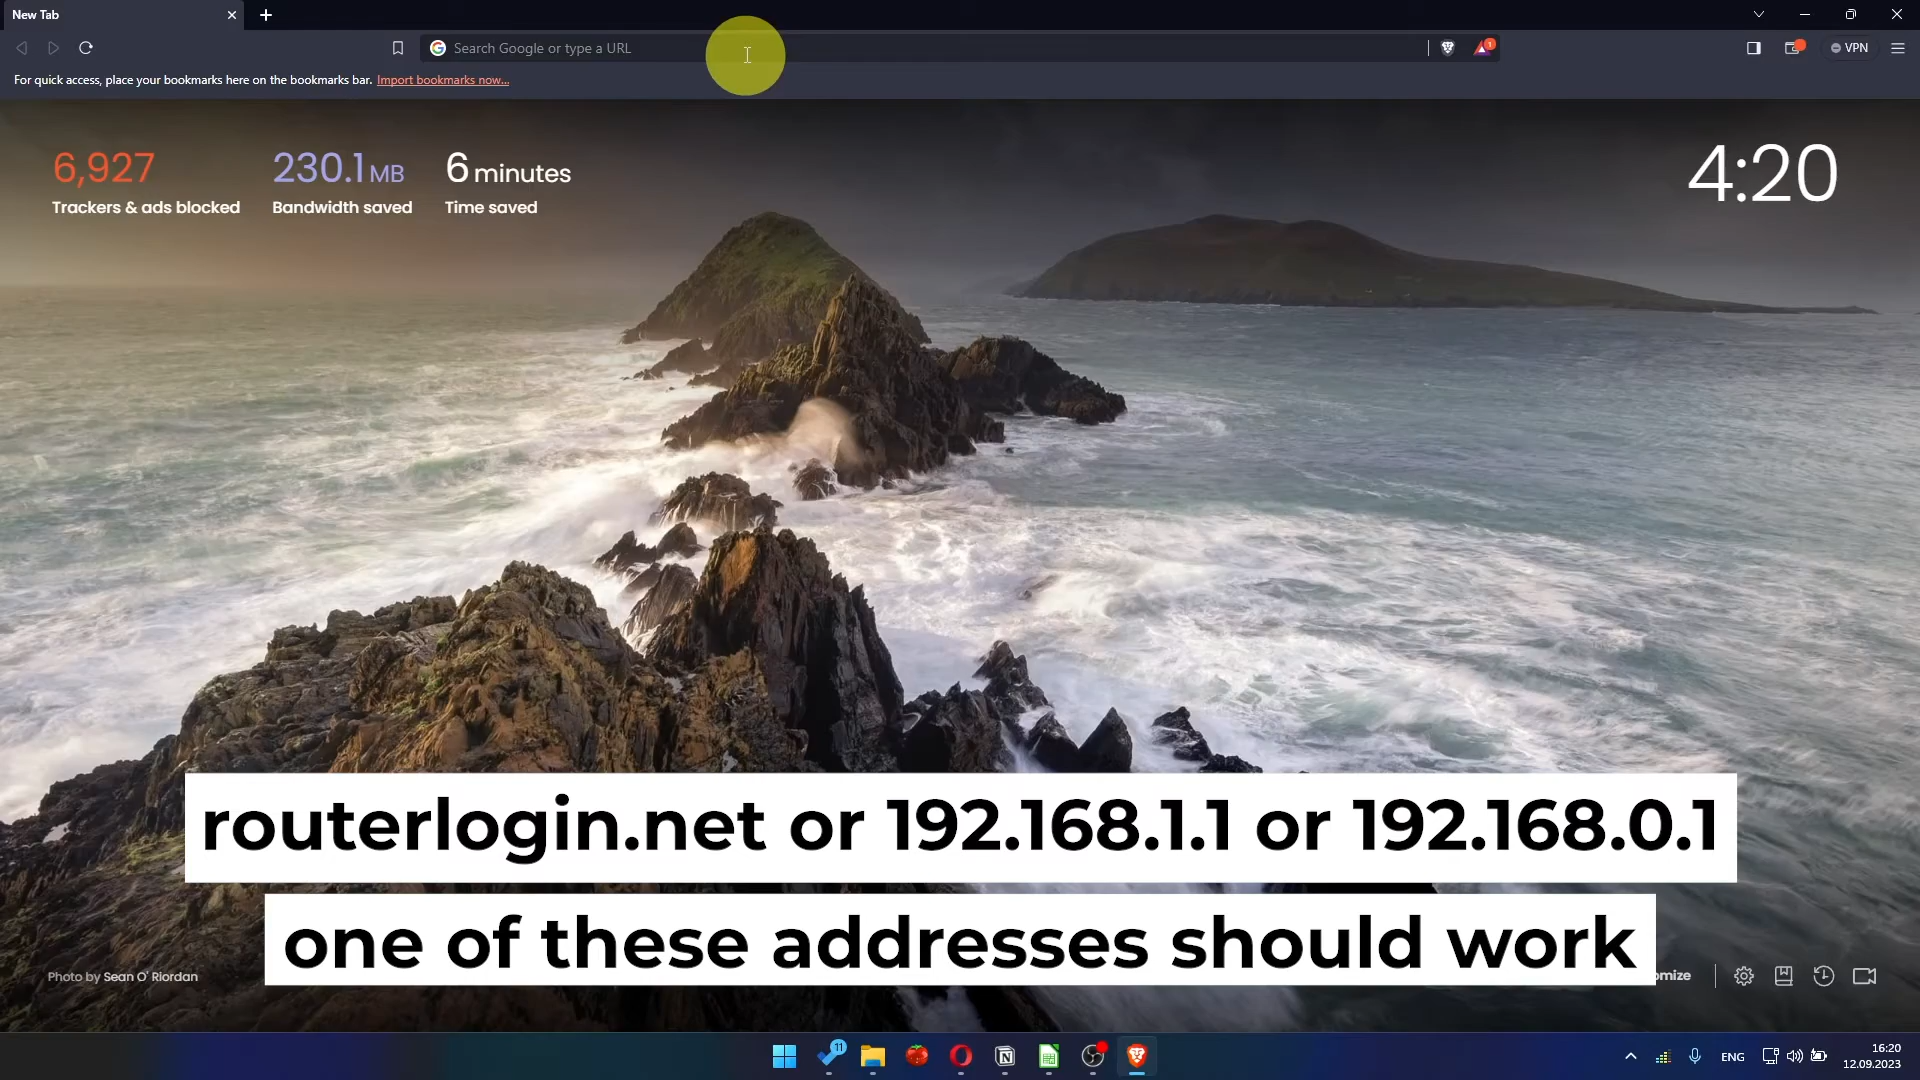 New Tab
Search Google or type a URL
1
VPN
For quick access, place your bookmarks here on the bookmarks bar. Import bookmarks now...
6,927
230.1 MB
6 minutes
4:20
Trackers & ads blocked
Bandwidth saved
Time saved
routerlogin.net or 192.168.1.1 or 192.168.0.1
one of these addresses should work
Photo by Sean O' Riordan
omize
11
ENG
16:20
12.09.2023